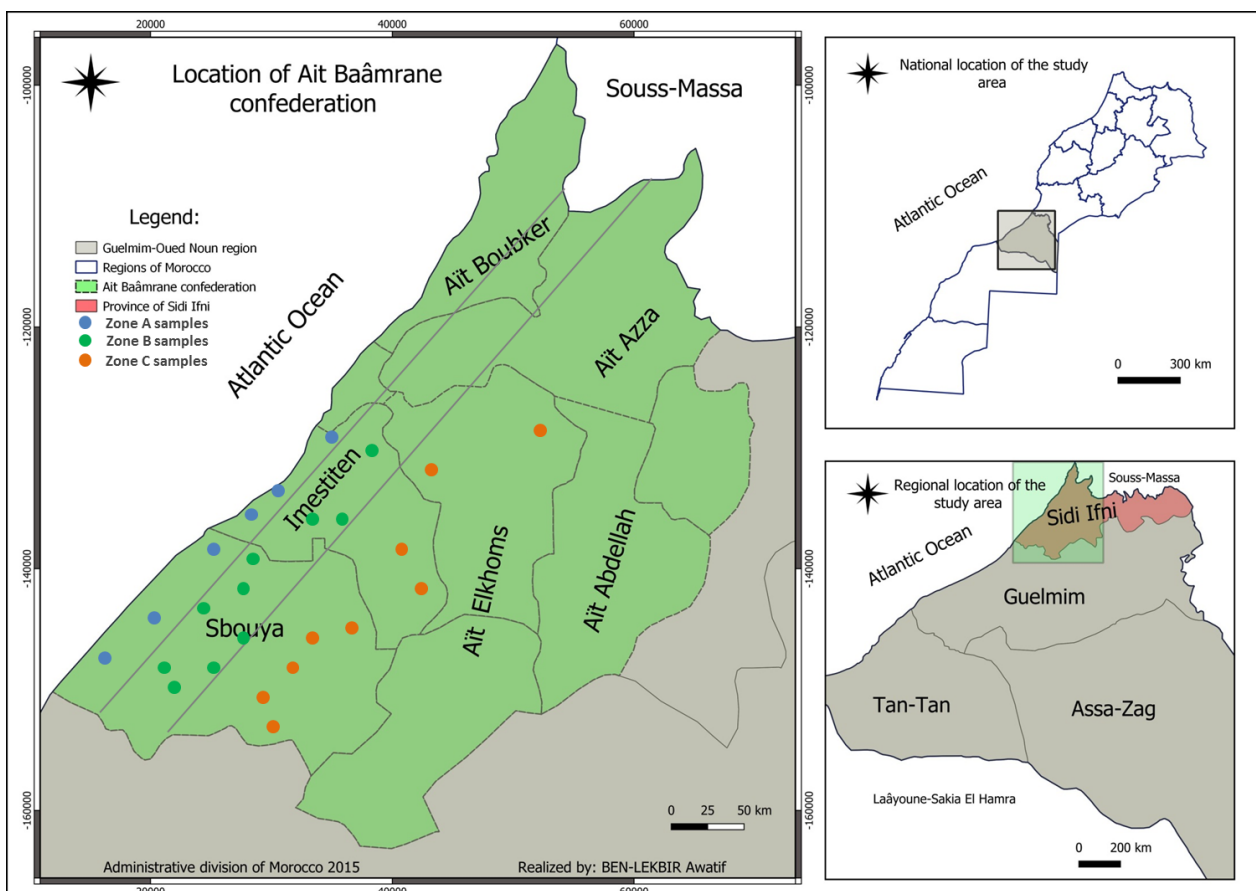 20000
40000
60000
-100000
-120000
-140000
-160000
-100000
-120000
-140000
-160000
Location of Ait Baâmrane
confederation
Souss-Massa
Legend:
Guelmim-Oued Noun region
Regions of Morocco
Ait Baâmrane confederation
Province of Sidi Ifni
Zone A samples
Zone B samples
Zone C samples
Atlantic Ocean
Aït Boubker
Aït Azza
Imestiten
Sbouya
Aït Elkhoms
Aït Abdellah
0 25 50 km
Administrative division of Morocco 2015
Realized by: BEN-LEKBIR Awatif
20000
40000
60000
National location of the study
area
Atlantic Ocean
0 300 km
Regional location of the
study area
Souss-Massa
Sidi Ifni
Atlantic Ocean
Guelmim
Tan-Tan
Assa-Zag
Laâyoune-Sakia El Hamra
0 200 km